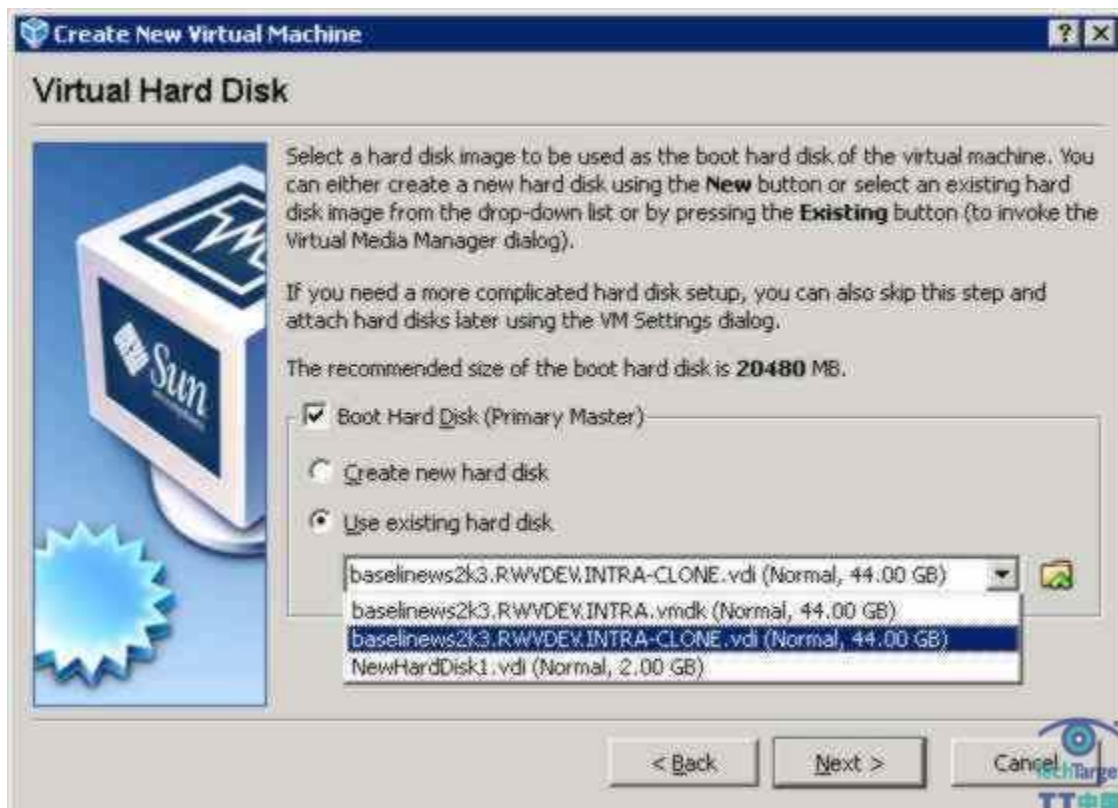 Create New Virtual Machine
Virtual Hard Disk
Select a hard disk image to be used as the boot hard disk of the virtual machine. You
can either create a new hard disk using the New button or select an existing hard
disk image from the drop-down list or by pressing the Existing button (to invoke the
Virtual Media Manager dialog).
If you need a more complicated hard disk setup, you can also skip this step and
attach hard disks later using the VM Settings dialog.
The recommended size of the boot hard disk is 20480 MB.
Sun
Boot Hard Disk (Primary Master)
Create new hard disk
Use existing hard disk
baselinews2k3.RWVDEV.INTRA-CLONE.vdi (Normal, 44.00 GB)
baselinews2k3.RWVDEV.INTRA.vmdk (Normal, 44.00 GB)
baselinews2k3.RWVDEV.INTRA-CLONE.vdi (Normal, 44.00 GB)
NewHardDisk1.vdi (Normal, 2.00 GB)
< Back
Next >
Cancel
TechTarget
TT中国